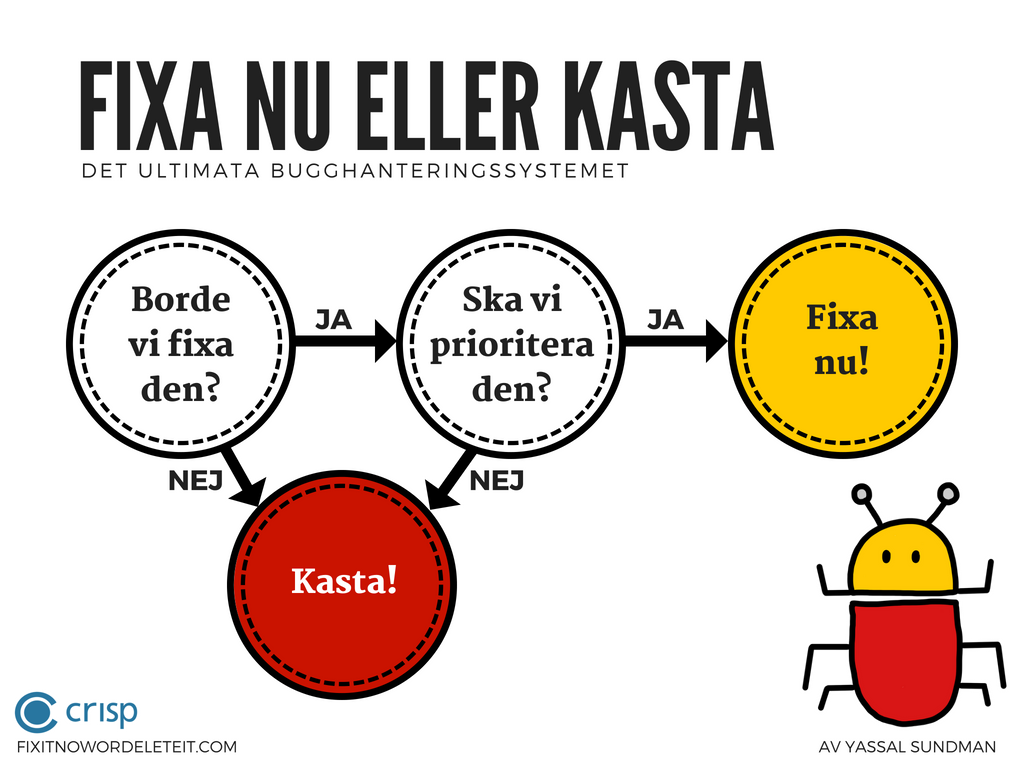 FIXA NU ELLER KASTA
DET ULTIMATA BUGGHANTERINGSSYSTEMET
Borde
vi fixa
den?
JA
Ska vi
prioritera
den?
JA
Fixa
nu!
NEJ
NEJ
Kasta!
crisp
FIXITNOWORDELETEIT.COM
AV YASSAL SUNDMAN